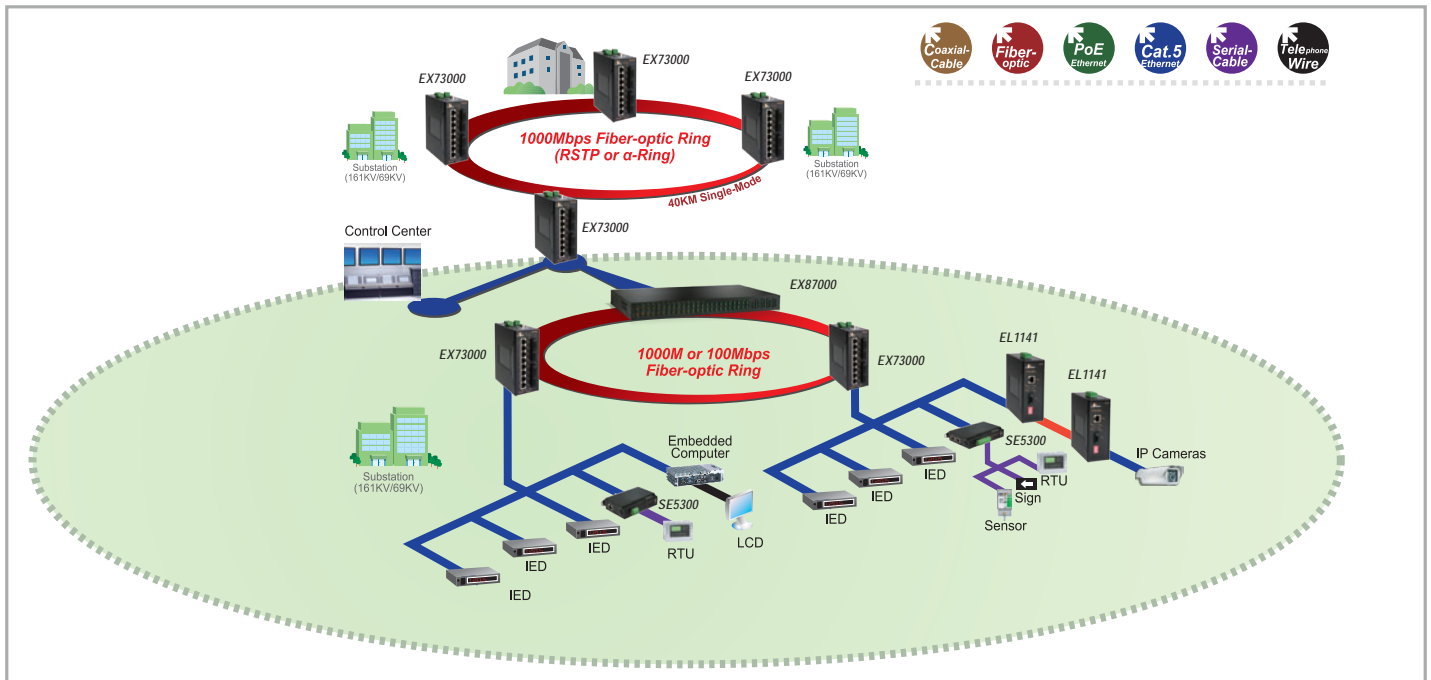 Coaxial-
Cable
Fiber-
optic
PoE
Ethernet
Cat.5
Ethernet
Serial-
Cable
Telephone
Wire
EX73000
EX73000
EX73000
1000Mbps Fiber-optic Ring
(RSTP or α-Ring)
Substation
(161KV/69KV)
Substation
(161KV/69KV)
40KM Single-Mode
Control Center
EX73000
EX87000
EX73000
1000M or 100Mbps
Fiber-optic Ring
EX73000
EL1141
EL1141
Substation
(161KV/69KV)
Embedded
Computer
SE5300
IP Cameras
RTU
Sign
Sensor
IED
IED
IED
SE5300
LCD
RTU
IED
IED
IED